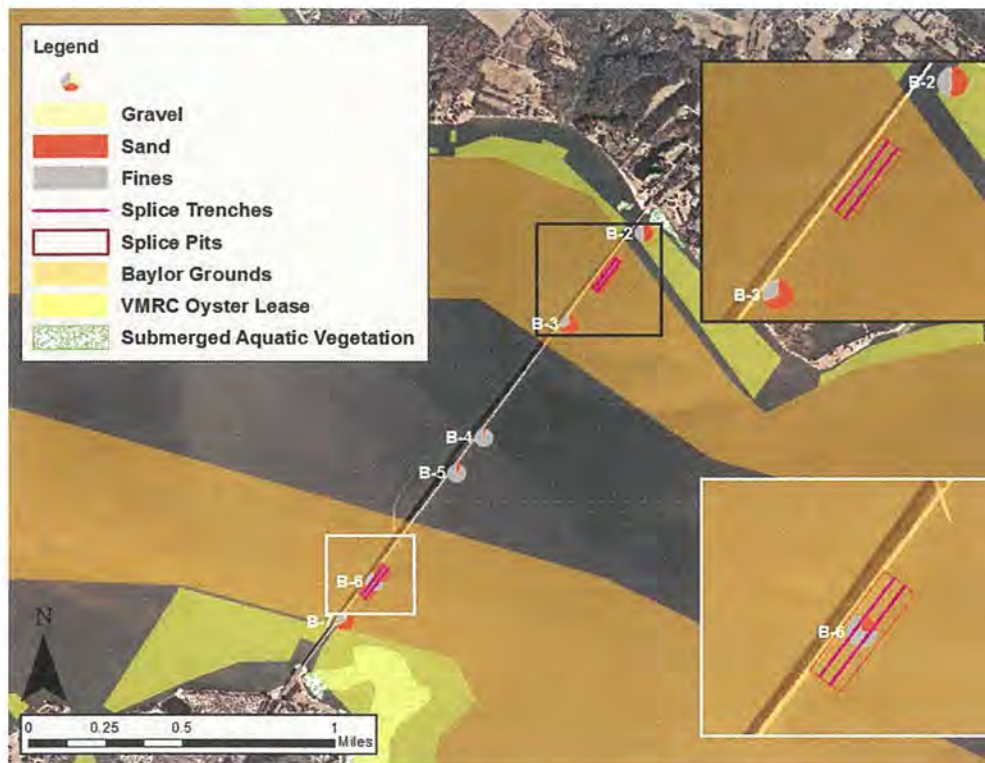 Legend
Gravel
Sand
Fines
Splice Trenches
Splice Pits
Baylor Grounds
VMRC Oyster Lease
Submerged Aquatic Vegetation
B-2
B-2
B-3
B-3
B-4
B-5
B-6
B-6
B-7
N
0 0.25 0.5 1
Miles